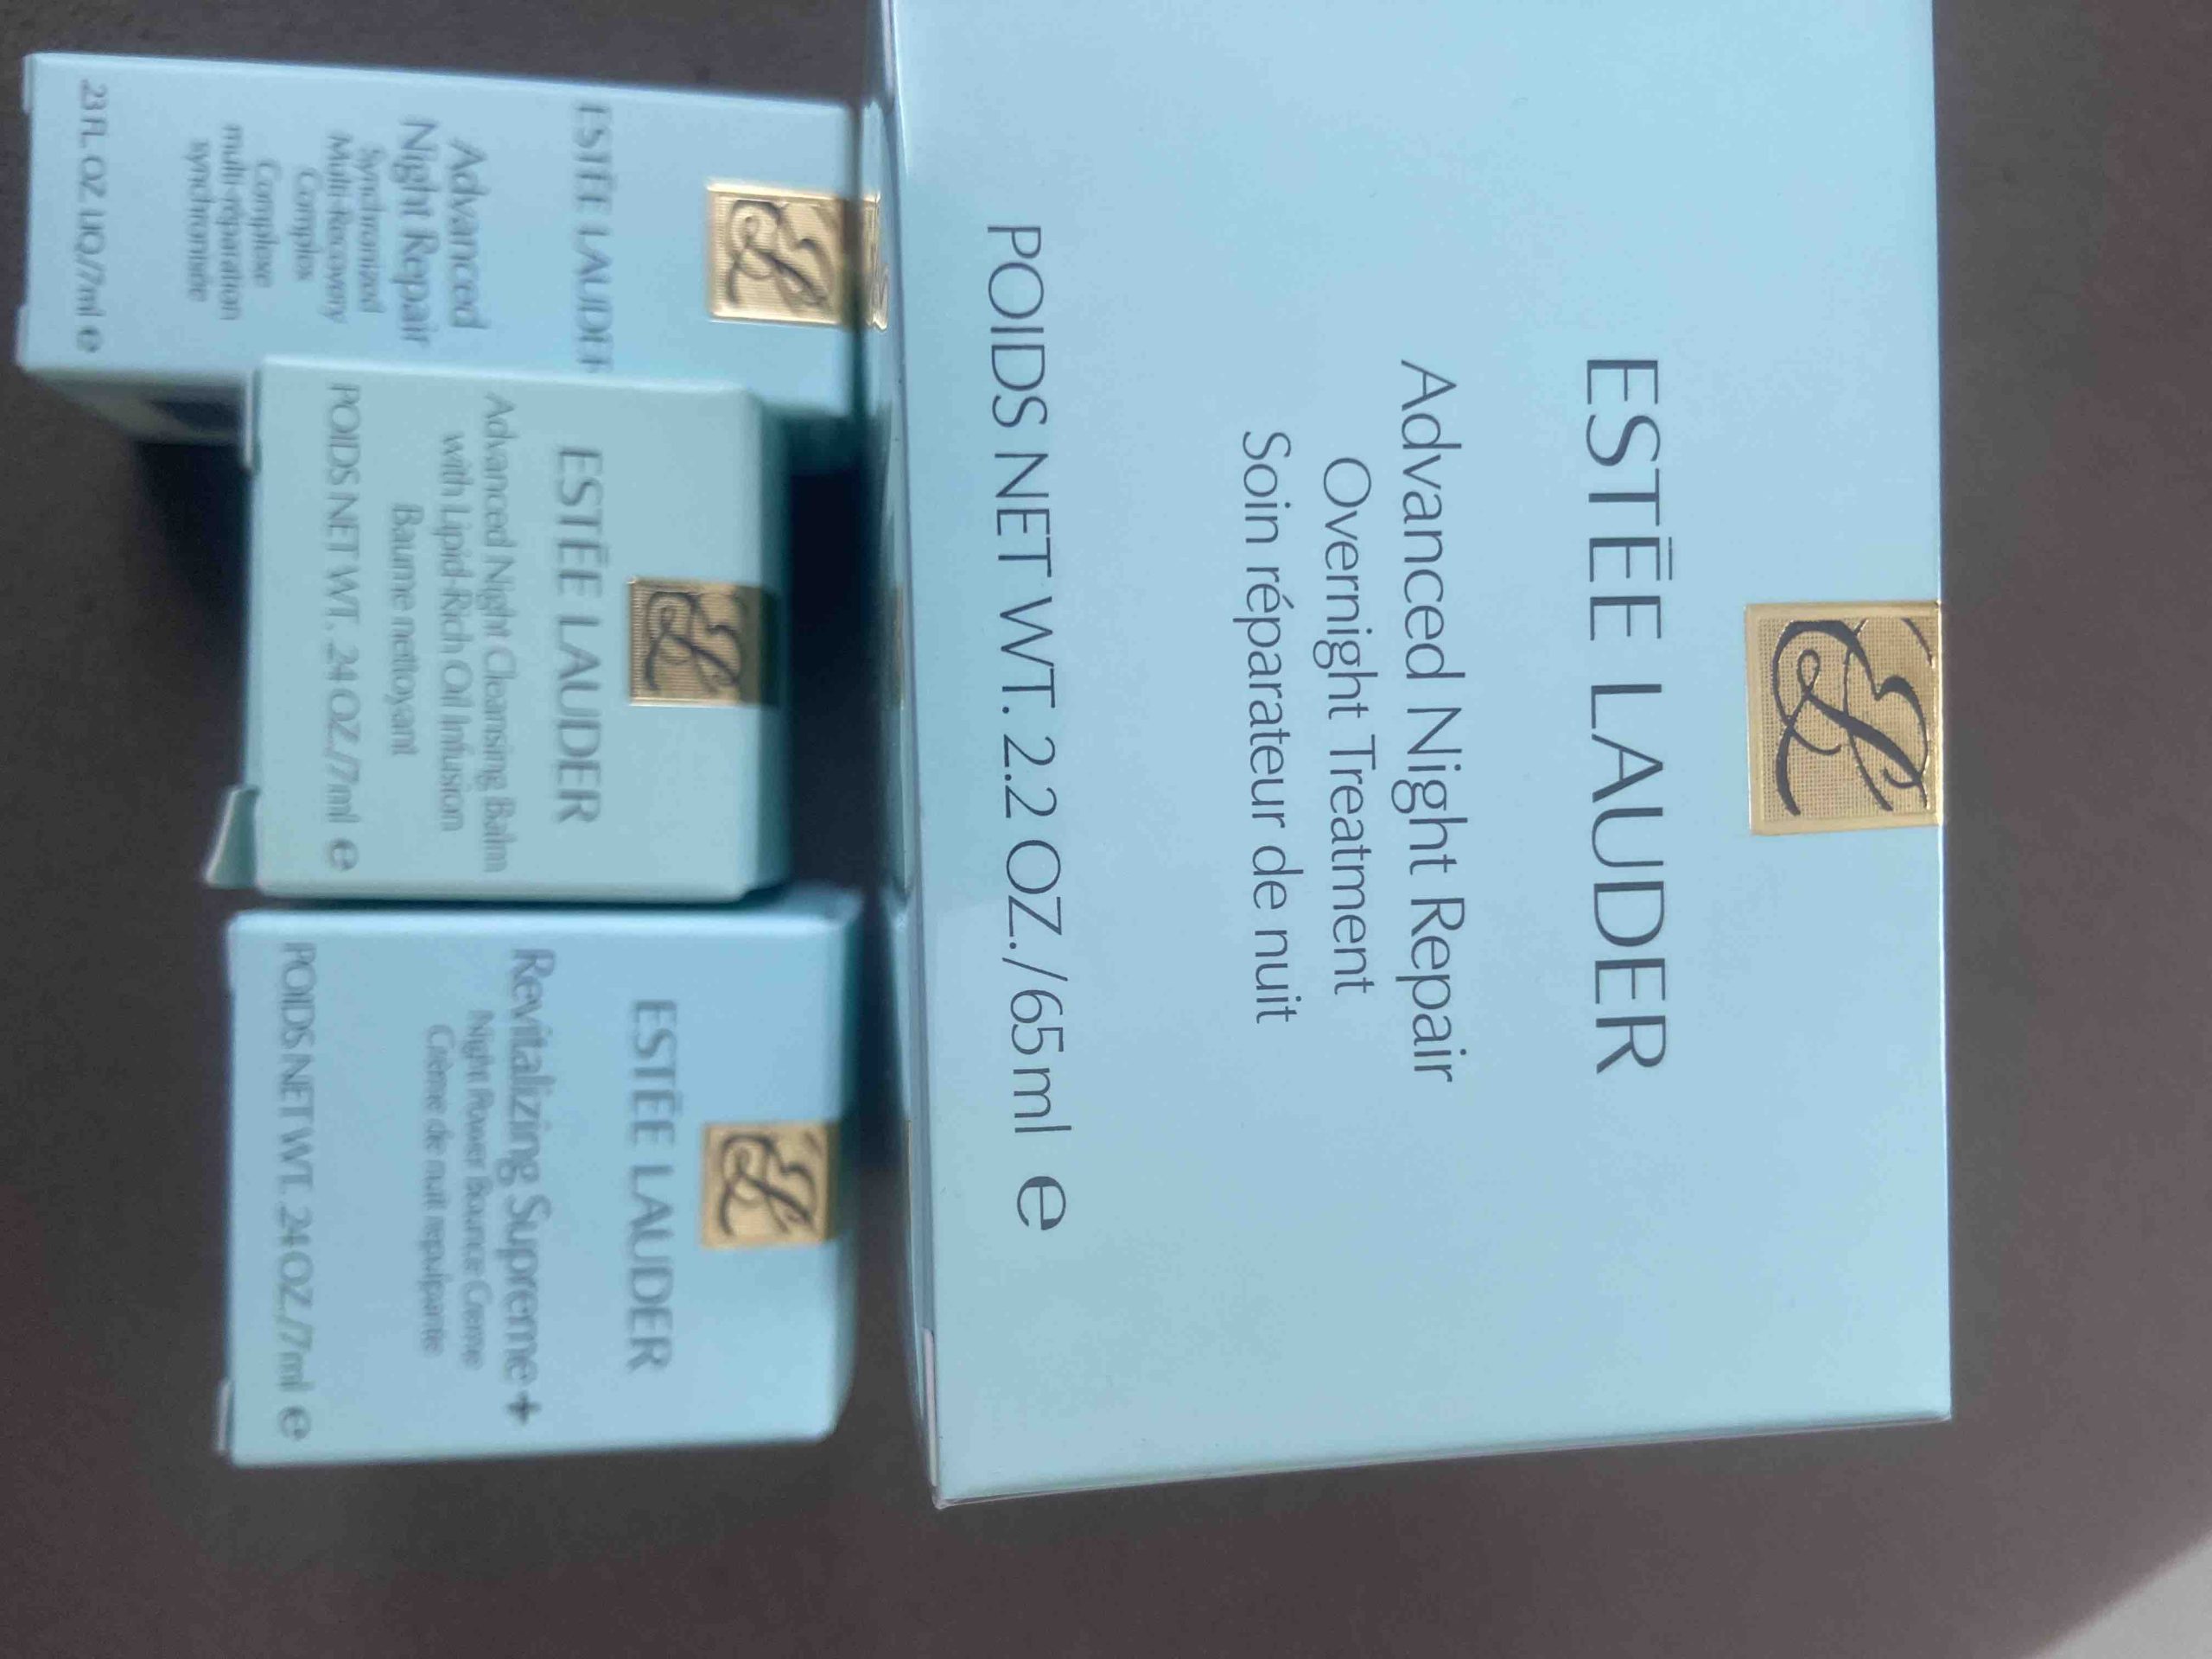 ESTĒE LAUDER
Advanced Night Repair
Overnight Treatment
Soin réparateur de nuit
POIDS NET WT. 2.2 OZ./65 ml e
ESTĒE LAUDER
Advanced
Night Repair
Synchronized
Multi-Recovery
Complex
Complexe
multi-réparation
synchronisée
.23 FL OZ LIQ/7ml e
ESTĒE LAUDER
Advanced Night Cleansing Balm
with Lipid-Rich Oil Infusion
Baume nettoyant
POIDS NET WT. .24 OZ./7ml e
ESTĒE LAUDER
Revitalizing Supreme+
Night Power Bounce Creme
Crème de nuit repulpante
POIDS NET WT. .24 OZ./7ml e